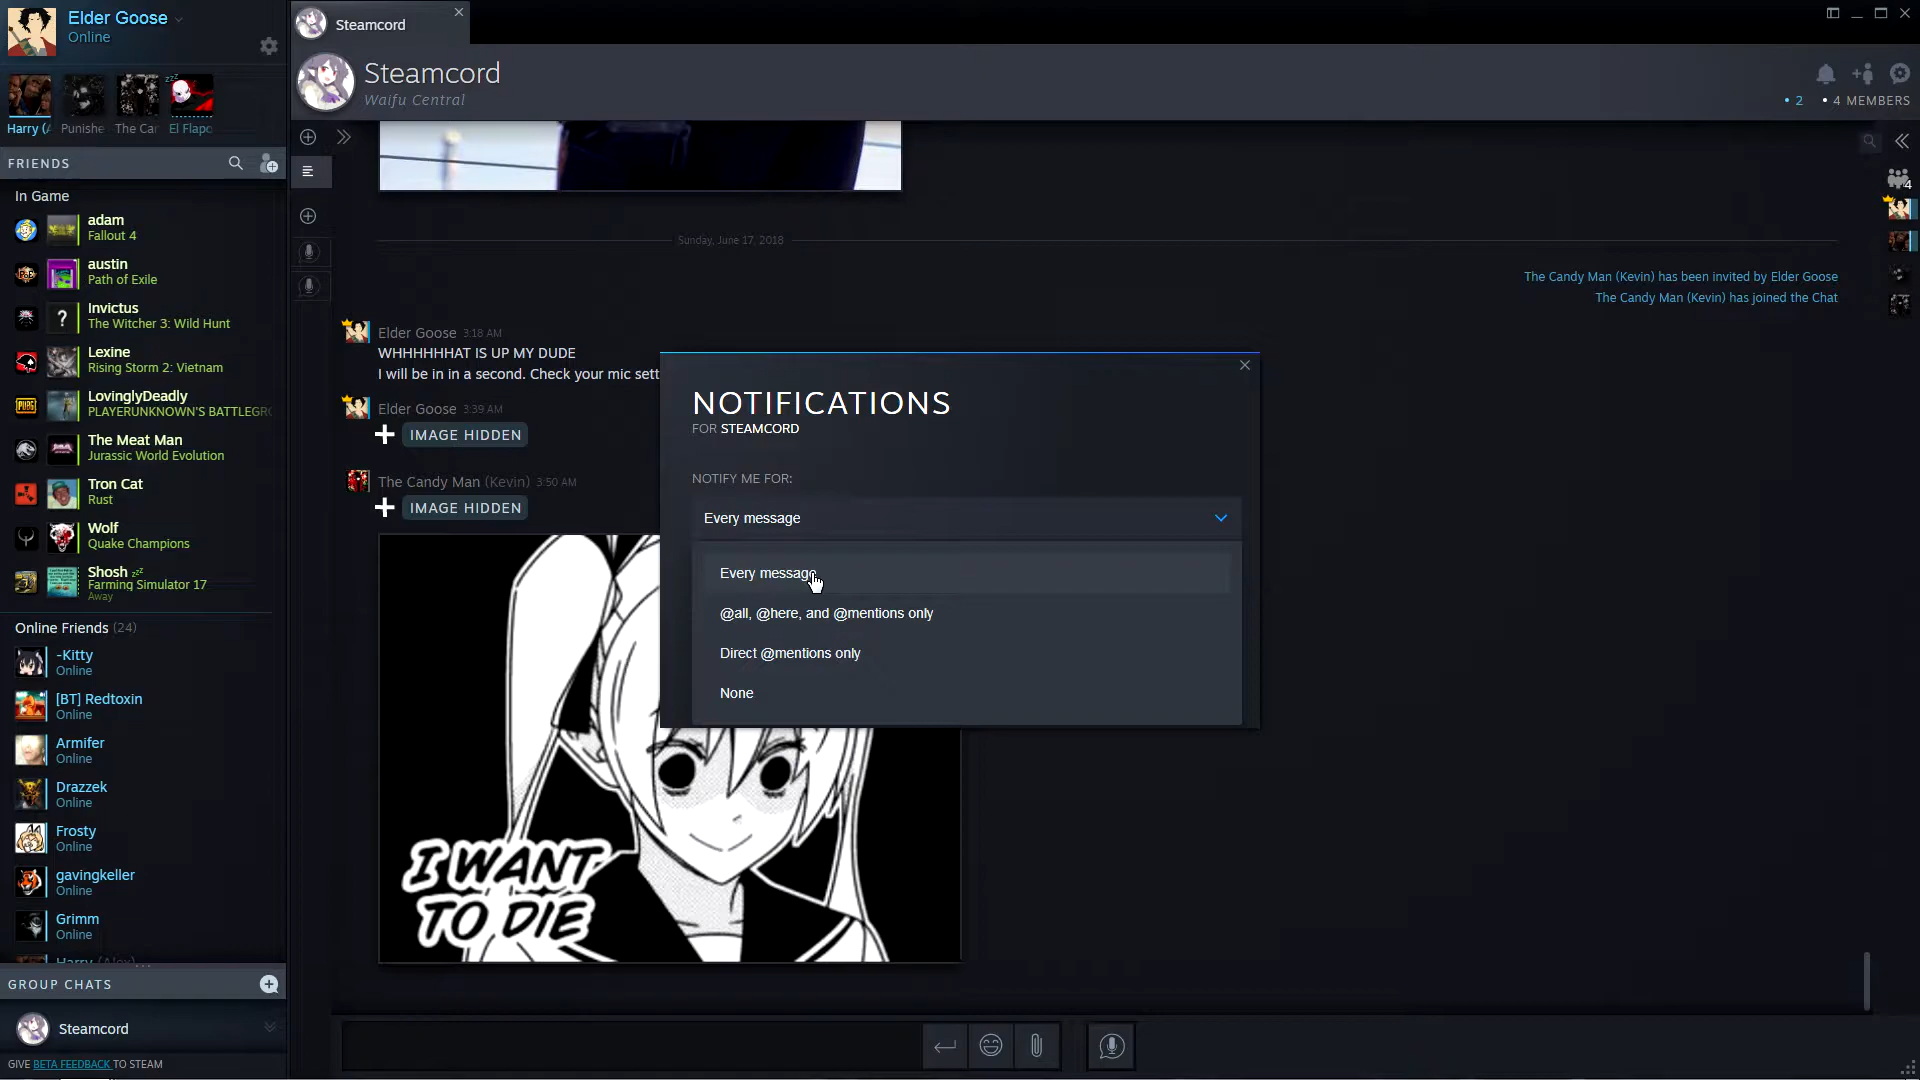 Elder Goose
Online
Harry (A
Punishe
The Car
El Flapc
FRIENDS
In Game
adam
Fallout 4
austin
Path of Exile
Invictus
The Witcher 3: Wild Hunt
Lexine
Rising Storm 2: Vietnam
LovinglyDeadly
PLAYERUNKNOWN'S BATTLEGR
The Meat Man
Jurassic World Evolution
Tron Cat
Rust
Wolf
Quake Champions
Shosh zzz
Farming Simulator 17
Away
Online Friends (24)
-Kitty
Online
[BT] Redtoxin
Online
Armifer
Online
Drazzek
Online
Frosty
Online
gavingkeller
Online
Grimm
Online
Harry (Alex)
GROUP CHATS
Steamcord
GIVE BETA FEEDBACK TO STEAM
Steamcord
Steamcord
Waifu Central
2
4 MEMBERS
4
Sunday, June 17, 2018
The Candy Man (Kevin) has been invited by Elder Goose
The Candy Man (Kevin) has joined the Chat
Elder Goose 3:18 AM
WHHHHHHAT IS UP MY DUDE
I will be in in a second. Check your mic sett
Elder Goose 3:39 AM
IMAGE HIDDEN
The Candy Man (Kevin) 3:50 AM
IMAGE HIDDEN
I WANT
TO DIE
NOTIFICATIONS
FOR STEAMCORD
NOTIFY ME FOR:
Every message
Every message
@all, @here, and @mentions only
Direct @mentions only
None